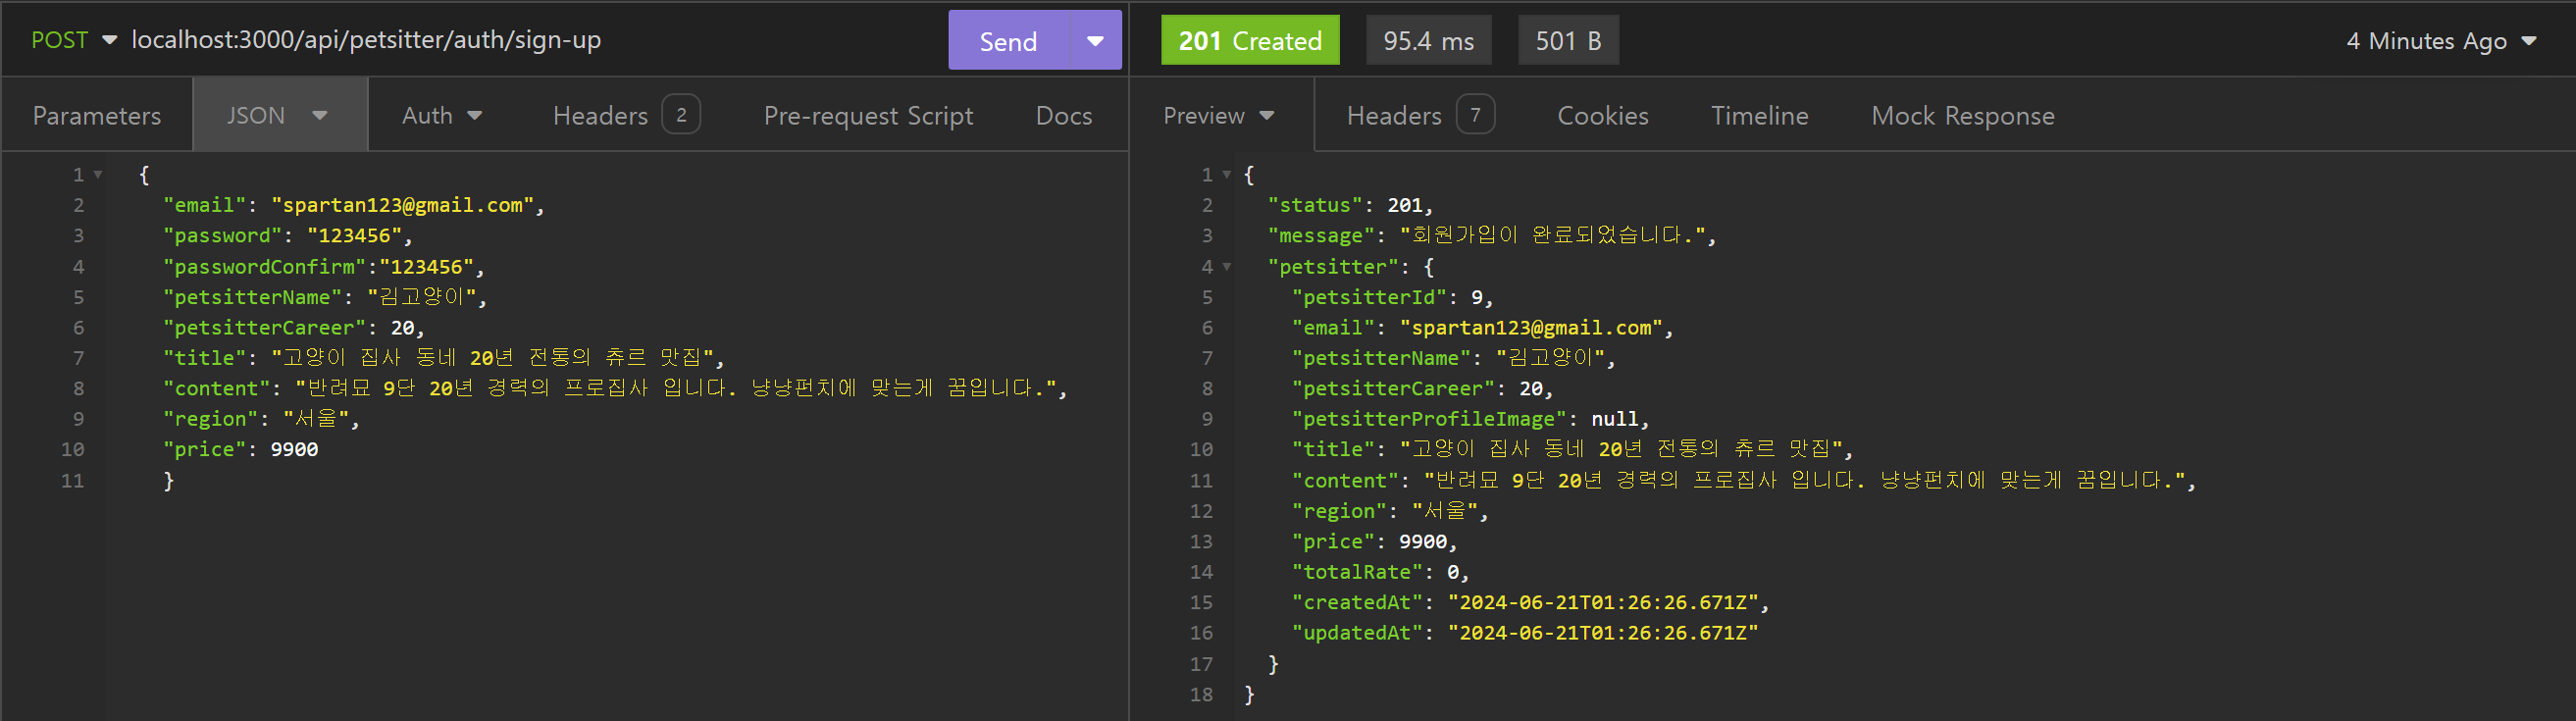 POST localhost:3000/api/petsitter/auth/sign-up Send
Parameters JSON Auth Headers 2 Pre-request Script Docs
1 {
2 "email": "spartan123@gmail.com",
3 "password": "123456",
4 "passwordConfirm":"123456",
5 "petsitterName": "김고양이",
6 "petsitterCareer": 20,
7 "title": "고양이 집사 동네 20년 전통의 츄르 맛집",
8 "content": "반려묘 9단 20년 경력의 프로집사 입니다. 냥냥펀치에 맞는게 꿈입니다.",
9 "region": "서울",
10 "price": 9900
11 }
201 Created 95.4 ms 501 B 4 Minutes Ago
Preview Headers 7 Cookies Timeline Mock Response
1 {
2 "status": 201,
3 "message": "회원가입이 완료되었습니다.",
4 "petsitter": {
5 "petsitterId": 9,
6 "email": "spartan123@gmail.com",
7 "petsitterName": "김고양이",
8 "petsitterCareer": 20,
9 "petsitterProfileImage": null,
10 "title": "고양이 집사 동네 20년 전통의 츄르 맛집",
11 "content": "반려묘 9단 20년 경력의 프로집사 입니다. 냥냥펀치에 맞는게 꿈입니다.",
12 "region": "서울",
13 "price": 9900,
14 "totalRate": 0,
15 "createdAt": "2024-06-21T01:26:26.671Z",
16 "updatedAt": "2024-06-21T01:26:26.671Z"
17 }
18 }